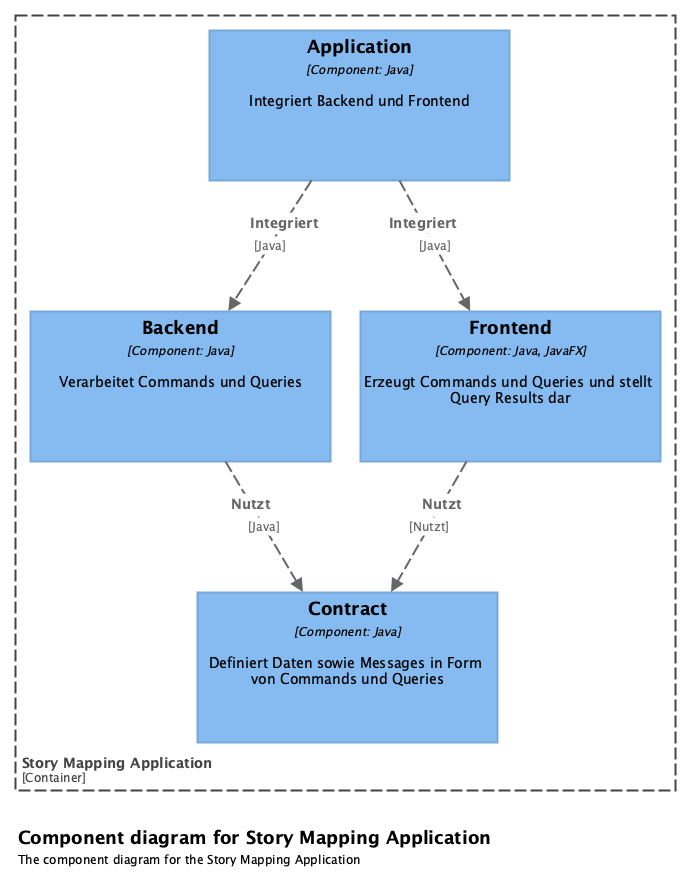 Application
[Component: Java]
Integriert Backend und Frontend
Integriert
[Java]
Integriert
[Java]
Backend
[Component: Java]
Verarbeitet Commands und Queries
Frontend
[Component: Java, JavaFX]
Erzeugt Commands und Queries und stellt
Query Results dar
Nutzt
[Java]
Nutzt
[Nutzt]
Contract
[Component: Java]
Definiert Daten sowie Messages in Form
von Commands und Queries
Story Mapping Application
[Container]
Component diagram for Story Mapping Application
The component diagram for the Story Mapping Application